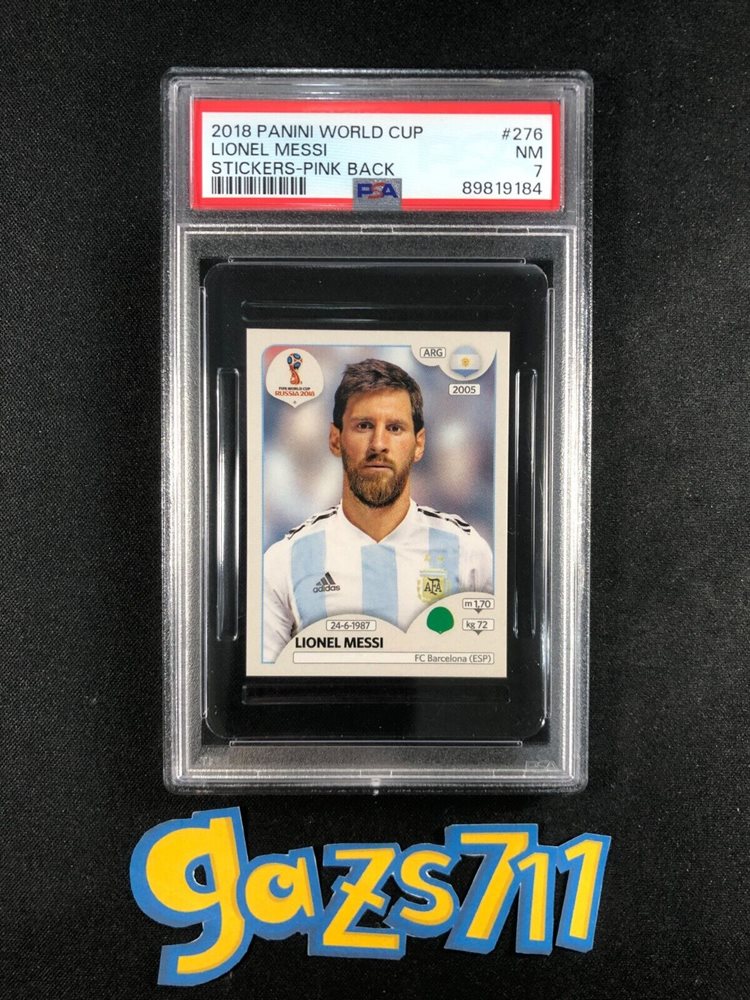 2018 PANINI WORLD CUP #276
LIONEL MESSI NM
STICKERS-PINK BACK 7
PSA 89819184
ARG
2005
FIFA WORLD CUP
RUSSIA 2018
adidas
AFA
m 1,70
24-6-1987 kg 72
LIONEL MESSI
FC Barcelona (ESP)
PSA
gazs711